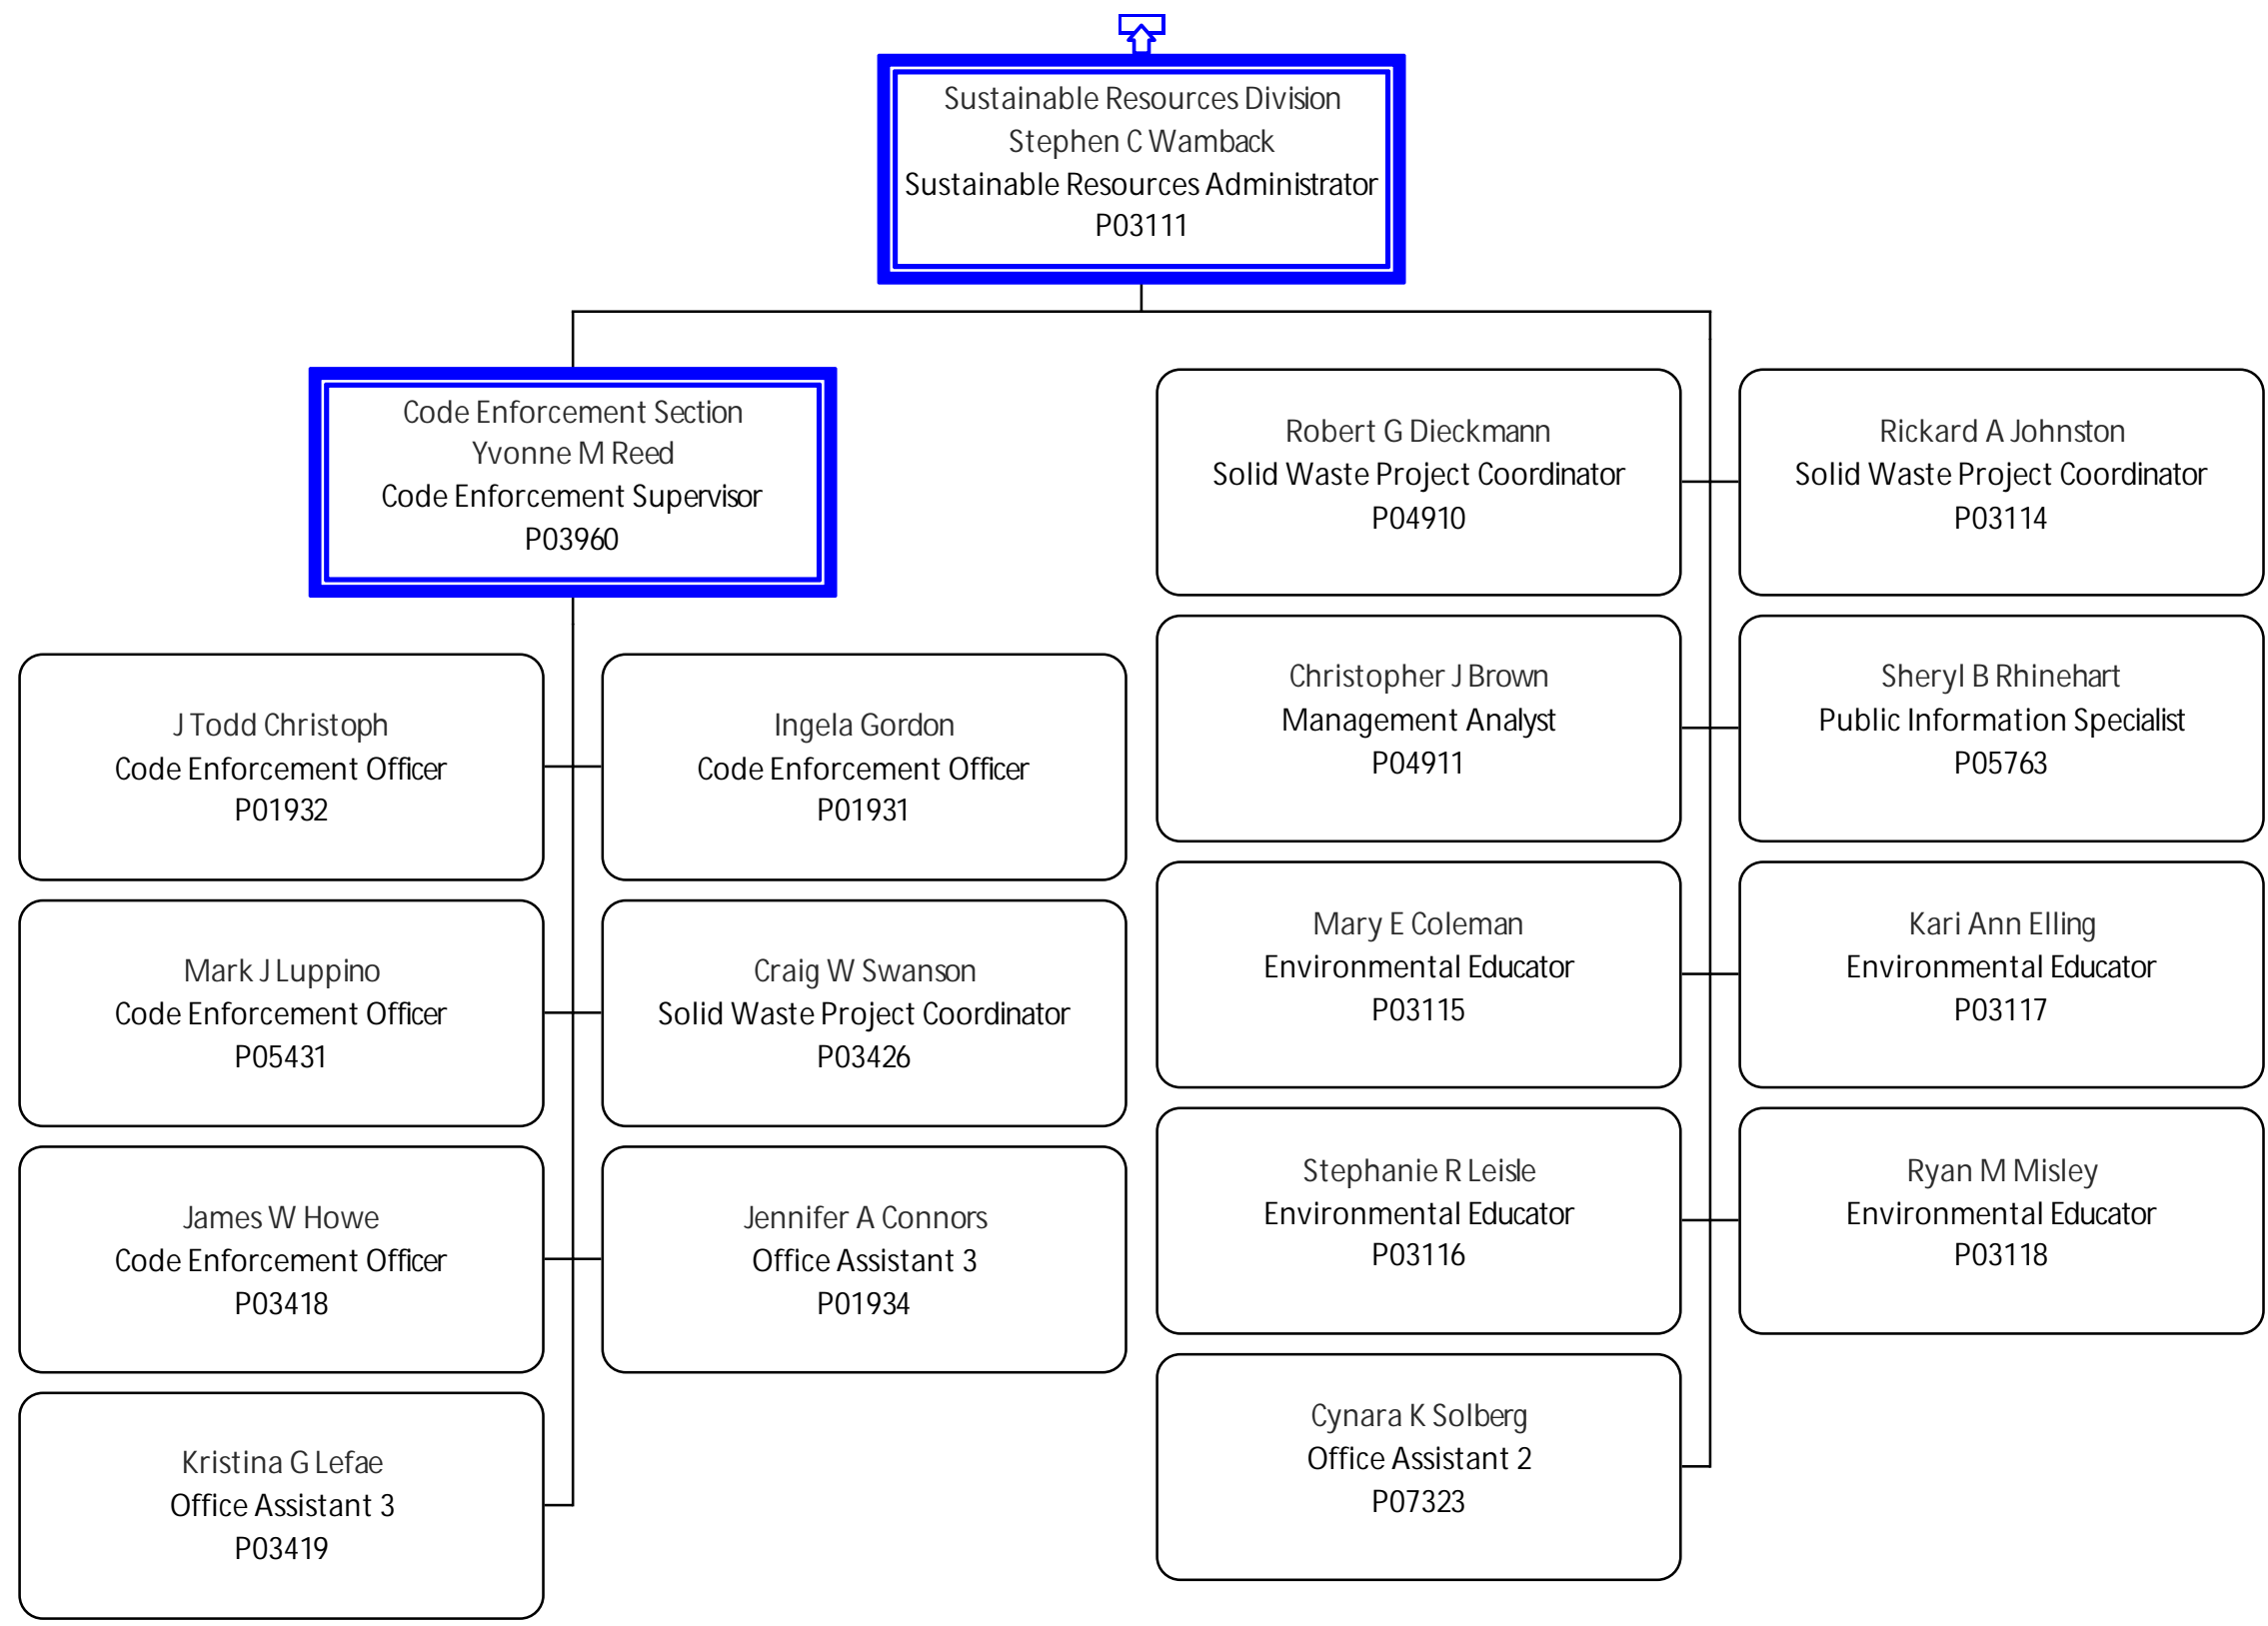 Sustainable Resources Division
Stephen C Wamback
Sustainable Resources Administrator
P03111
Code Enforcement Section
Yvonne M Reed
Code Enforcement Supervisor
P03960
J Todd Christoph
Code Enforcement Officer
P01932
Ingela Gordon
Code Enforcement Officer
P01931
Mark J Luppino
Code Enforcement Officer
P05431
Craig W Swanson
Solid Waste Project Coordinator
P03426
James W Howe
Code Enforcement Officer
P03418
Jennifer A Connors
Office Assistant 3
P01934
Kristina G Lefae
Office Assistant 3
P03419
Robert G Dieckmann
Solid Waste Project Coordinator
P04910
Rickard A Johnston
Solid Waste Project Coordinator
P03114
Christopher J Brown
Management Analyst
P04911
Sheryl B Rhinehart
Public Information Specialist
P05763
Mary E Coleman
Environmental Educator
P03115
Kari Ann Elling
Environmental Educator
P03117
Stephanie R Leisle
Environmental Educator
P03116
Ryan M Misley
Environmental Educator
P03118
Cynara K Solberg
Office Assistant 2
P07323